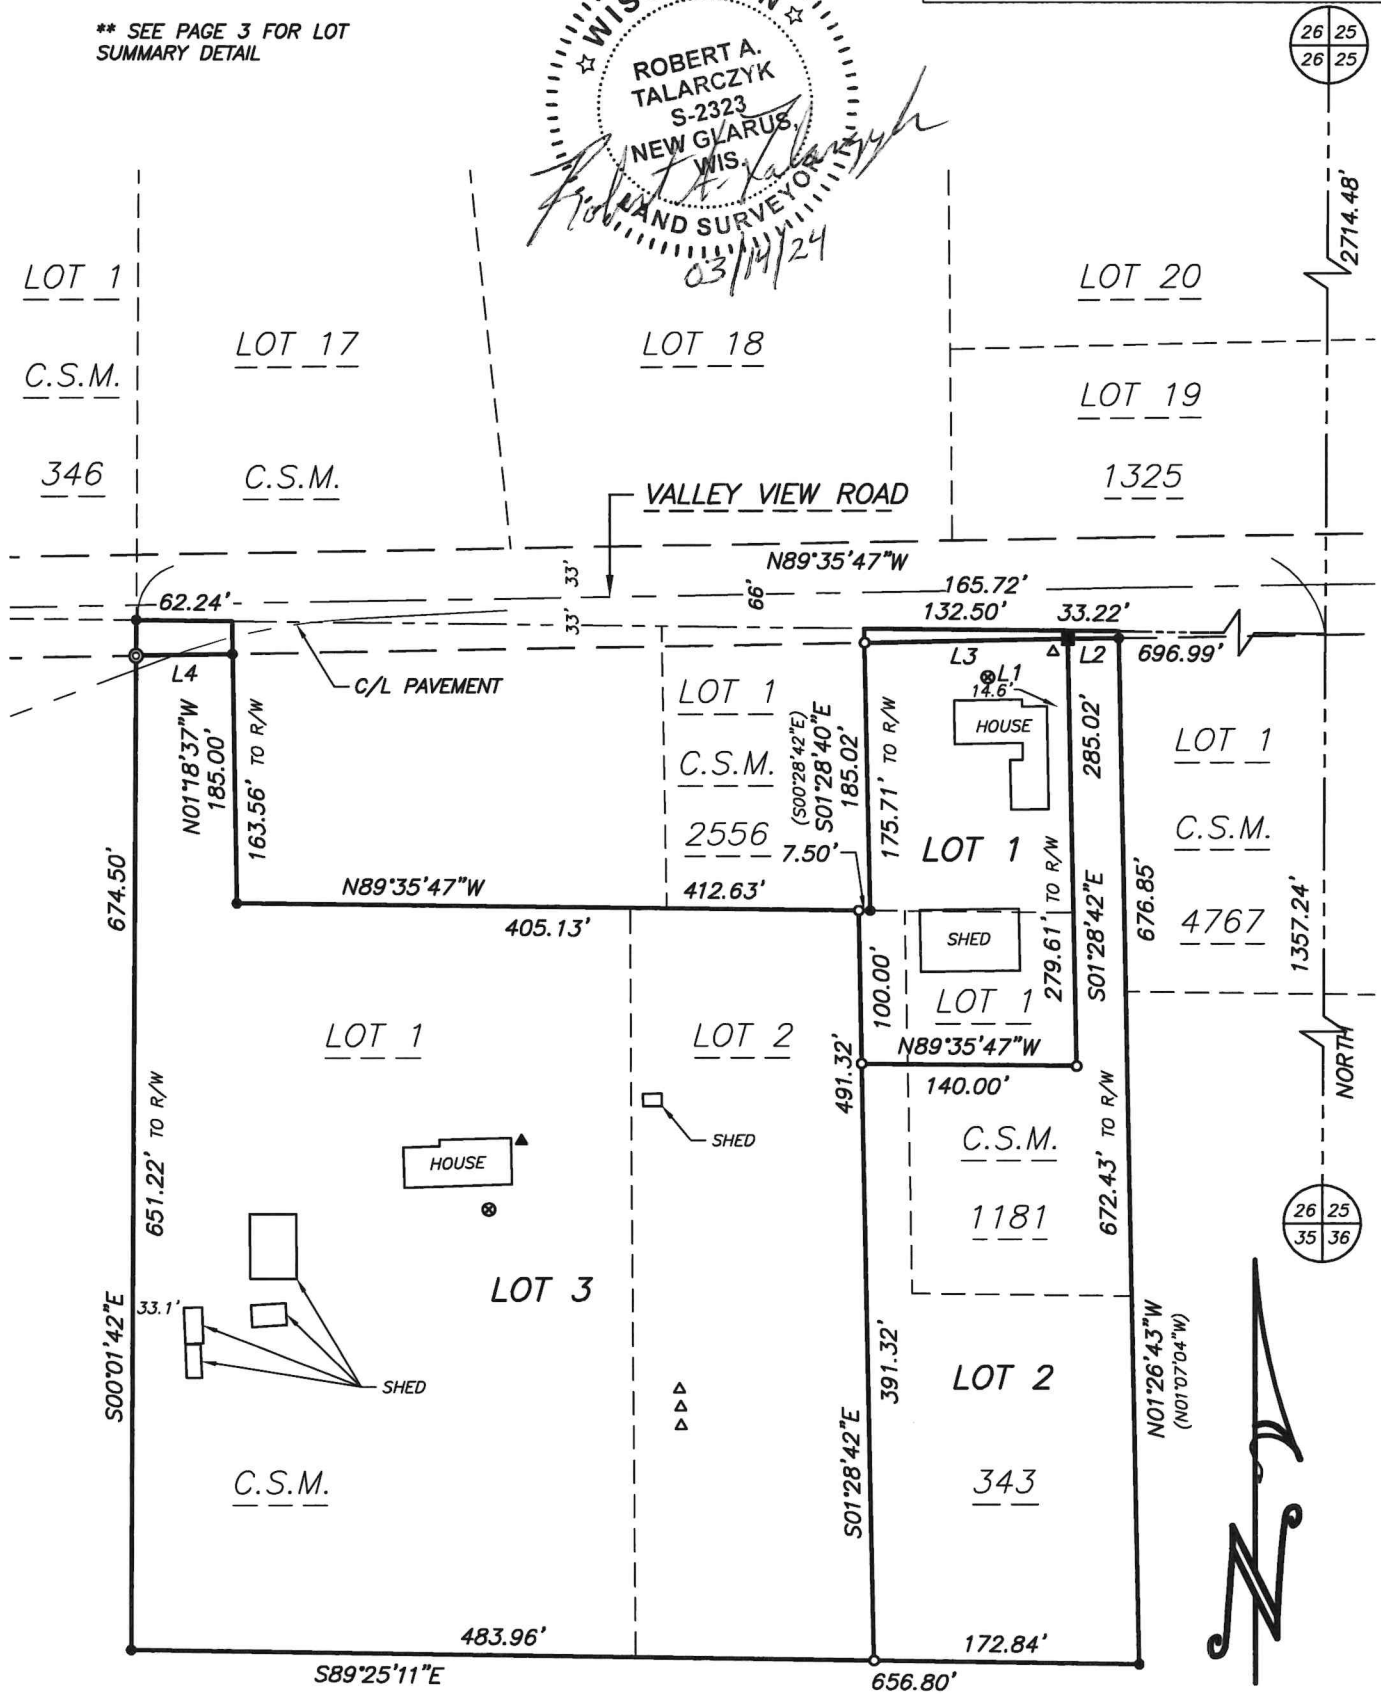 ** SEE PAGE 3 FOR LOT
SUMMARY DETAIL
ROBERT A.
TALARCZYK
S-2323
NEW GLARUS,
WIS.
LAND SURVEYOR
Robert A. Talarczyk
03/14/24
26 25
26 25
2714.48'
LOT 1
C.S.M.
346
LOT 17
C.S.M.
LOT 18
LOT 20
LOT 19
1325
VALLEY VIEW ROAD
N89°35'47"W
33'
33'
66'
165.72'
62.24'
132.50'
33.22'
L4
L3
L2
L1
696.99'
C/L PAVEMENT
14.6'
HOUSE
N01°18'37"W
185.00'
163.56' TO R/W
LOT 1
C.S.M.
2556
(S00°28'42"E)
S01°28'40"E
185.02'
175.71' TO R/W
7.50'
LOT 1
285.02'
279.61' TO R/W
S01°28'42"E
676.85'
LOT 1
C.S.M.
4767
1357.24'
NORTH
674.50'
N89°35'47"W
412.63'
405.13'
SHED
LOT 1
100.00'
N89°35'47"W
140.00'
491.32'
LOT 1
LOT 2
SHED
C.S.M.
1181
672.43' TO R/W
HOUSE
651.22' TO R/W
26 25
35 36
LOT 3
33.1'
SHED
S00°01'42"E
391.32'
S01°28'42"E
LOT 2
343
N01°26'43"W
(N01°07'04"W)
C.S.M.
483.96'
S89°25'11"E
172.84'
656.80'
N